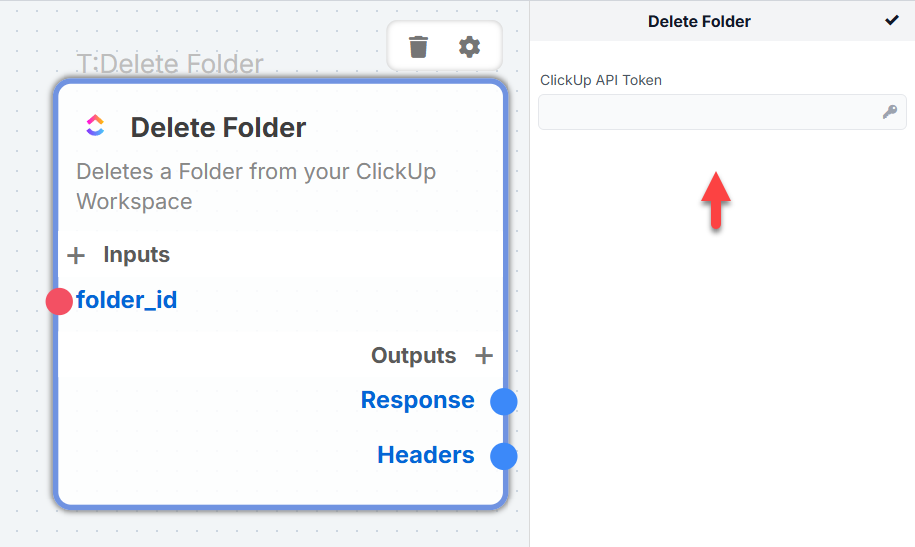 T:Delete Folder
Delete Folder
Deletes a Folder from your ClickUp
Workspace
+ Inputs
folder_id
Outputs +
Response
Headers
Delete Folder
ClickUp API Token